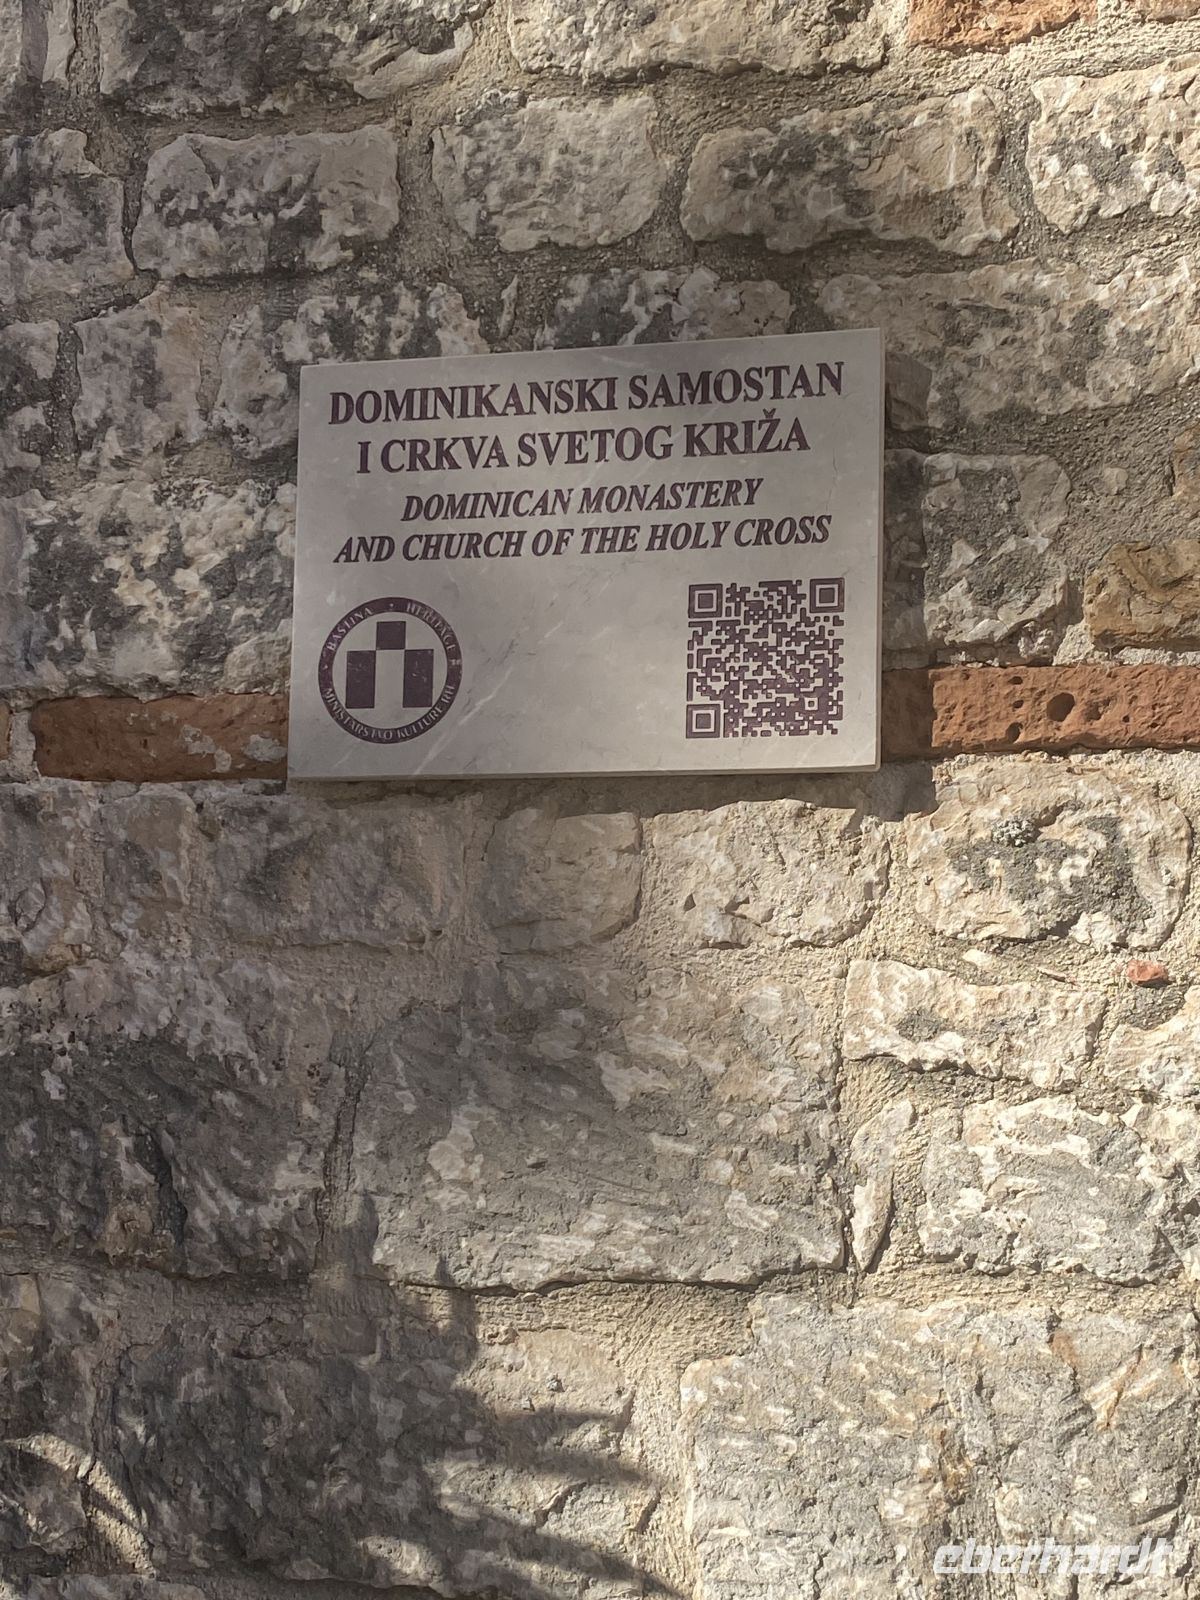 DOMINIKANSKI SAMOSTAN
I CRKVA SVETOG KRIŽA
DOMINICAN MONASTERY
AND CHURCH OF THE HOLY CROSS
BAŠTINA • HERITAGE
MINISTARSTVO KULTURE RH
eberhardt